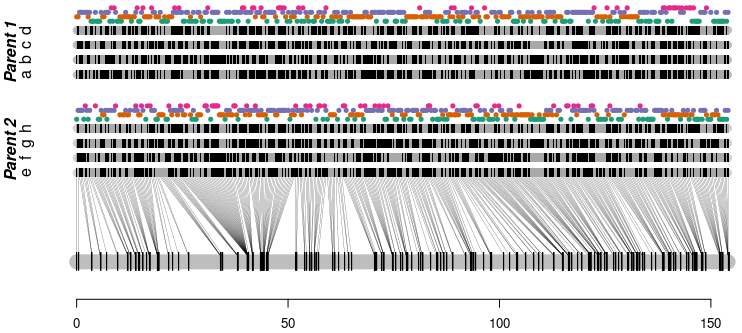 Parent 1
a b c d
Parent 2
e f g h
0 50 100 150